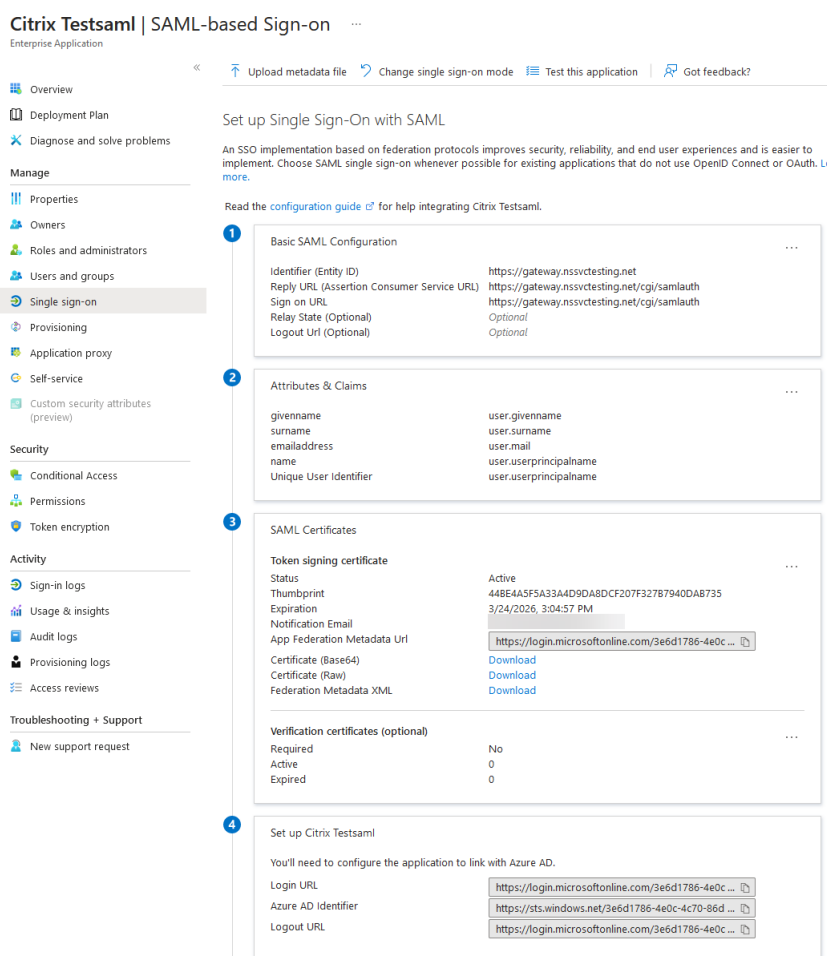 Citrix Testsaml | SAML-based Sign-on ...
Enterprise Application
«
Overview
Deployment Plan
Diagnose and solve problems
Manage
Properties
Owners
Roles and administrators
Users and groups
Single sign-on
Provisioning
Application proxy
Self-service
Custom security attributes
(preview)
Security
Conditional Access
Permissions
Token encryption
Activity
Sign-in logs
Usage & insights
Audit logs
Provisioning logs
Access reviews
Troubleshooting + Support
New support request
Upload metadata file Change single sign-on mode Test this application Got feedback?
Set up Single Sign-On with SAML
An SSO implementation based on federation protocols improves security, reliability, and end user experiences and is easier to
implement. Choose SAML single sign-on whenever possible for existing applications that do not use OpenID Connect or OAuth.
more.
Read the configuration guide for help integrating Citrix Testsaml.
1
Basic SAML Configuration ...
Identifier (Entity ID) https://gateway.nssvctesting.net
Reply URL (Assertion Consumer Service URL) https://gateway.nssvctesting.net/cgi/samlauth
Sign on URL https://gateway.nssvctesting.net/cgi/samlauth
Relay State (Optional) Optional
Logout Url (Optional) Optional
2
Attributes & Claims ...
givenname user.givenname
surname user.surname
emailaddress user.mail
name user.userprincipalname
Unique User Identifier user.userprincipalname
3
SAML Certificates
Token signing certificate ...
Status Active
Thumbprint 44BE4A5F5A33A4D9DA8DCF207F327B7940DAB735
Expiration 3/24/2026, 3:04:57 PM
Notification Email
App Federation Metadata Url https://login.microsoftonline.com/3e6d1786-4e0c ...
Certificate (Base64) Download
Certificate (Raw) Download
Federation Metadata XML Download
Verification certificates (optional) ...
Required No
Active 0
Expired 0
4
Set up Citrix Testsaml
You'll need to configure the application to link with Azure AD.
Login URL https://login.microsoftonline.com/3e6d1786-4e0c ...
Azure AD Identifier https://sts.windows.net/3e6d1786-4e0c-4c70-86d ...
Logout URL https://login.microsoftonline.com/3e6d1786-4e0c ...